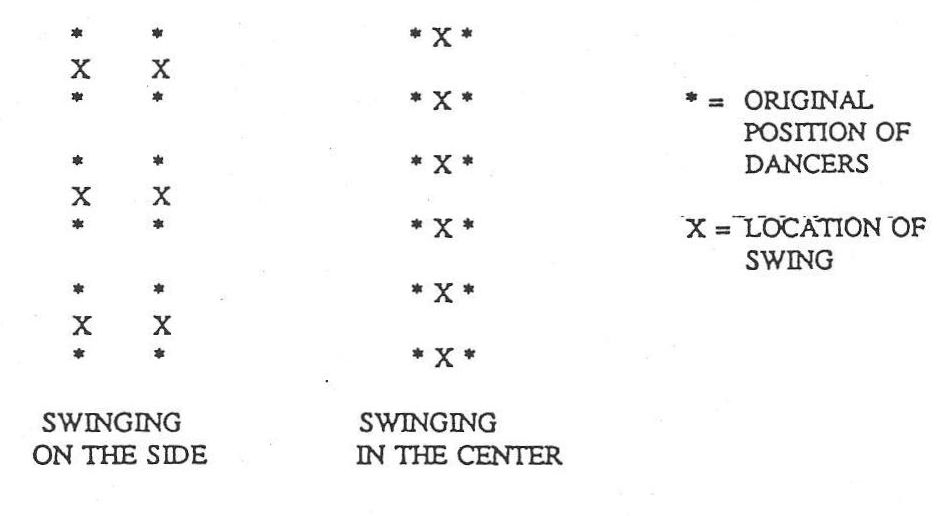 *   *   * X *
X   X
*   *   * X *   * = ORIGINAL
POSITION OF
*   *   * X *   DANCERS
X   X
*   *   * X *   X = LOCATION OF
SWING
*   *   * X *
X   X
*   *   * X *
SWINGING
ON THE SIDE
SWINGING
IN THE CENTER